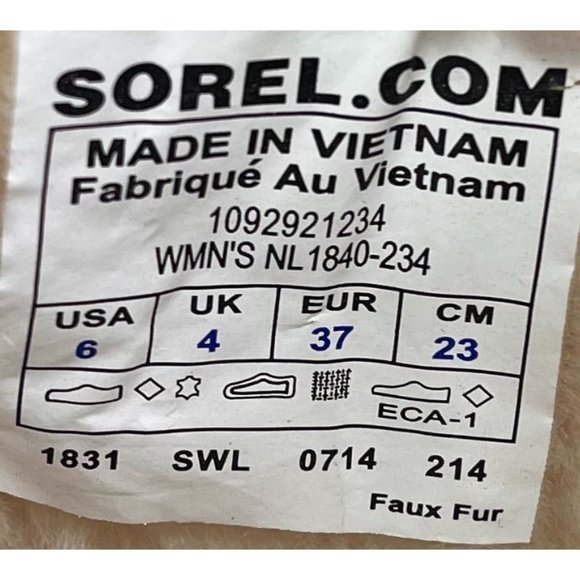 SOREL.COM
MADE IN VIETNAM
Fabriqué Au Vietnam
1092921234
WMN'S NL1840-234
USA UK EUR CM
6 4 37 23
ECA-1
1831 SWL 0714 214
Faux Fur